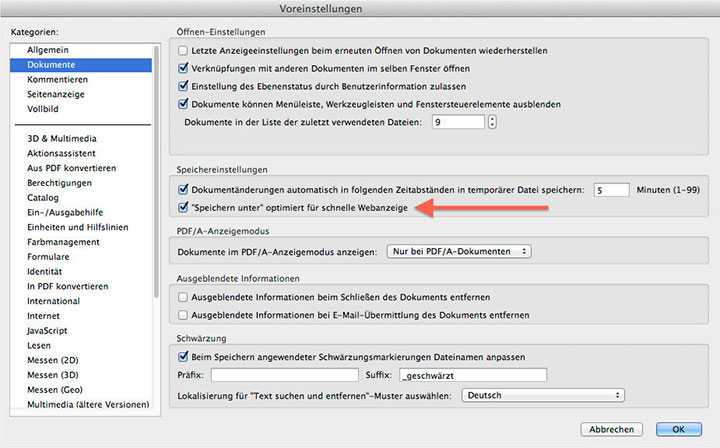 Voreinstellungen
Kategorien:
Allgemein
Dokumente
Kommentieren
Seitenanzeige
Vollbild
3D & Multimedia
Aktionsassistent
Aus PDF konvertieren
Berechtigungen
Catalog
Ein-/Ausgabehilfe
Einheiten und Hilfslinien
Farbmanagement
Formulare
Identität
In PDF konvertieren
International
Internet
JavaScript
Lesen
Messen (2D)
Messen (3D)
Messen (Geo)
Multimedia (ältere Versionen)
Öffnen-Einstellungen
Letzte Anzeigeeinstellungen beim erneuten Öffnen von Dokumenten wiederherstellen
Verknüpfungen mit anderen Dokumenten im selben Fenster öffnen
Einstellung des Ebenenstatus durch Benutzerinformation zulassen
Dokumente können Menüleiste, Werkzeugleisten und Fenstersteuerelemente ausblenden
Dokumente in der Liste der zuletzt verwendeten Dateien: 9
Speichereinstellungen
Dokumentänderungen automatisch in folgenden Zeitabständen in temporärer Datei speichern: 5 Minuten (1-99)
"Speichern unter" optimiert für schnelle Webanzeige
PDF/A-Anzeigemodus
Dokumente im PDF/A-Anzeigemodus anzeigen: Nur bei PDF/A-Dokumenten
Ausgeblendete Informationen
Ausgeblendete Informationen beim Schließen des Dokuments entfernen
Ausgeblendete Informationen bei E-Mail-Übermittlung des Dokuments entfernen
Schwärzung
Beim Speichern angewendeter Schwärzungsmarkierungen Dateinamen anpassen
Präfix: Suffix: _geschwärzt
Lokalisierung für "Text suchen und entfernen"-Muster auswählen: Deutsch
Abbrechen OK